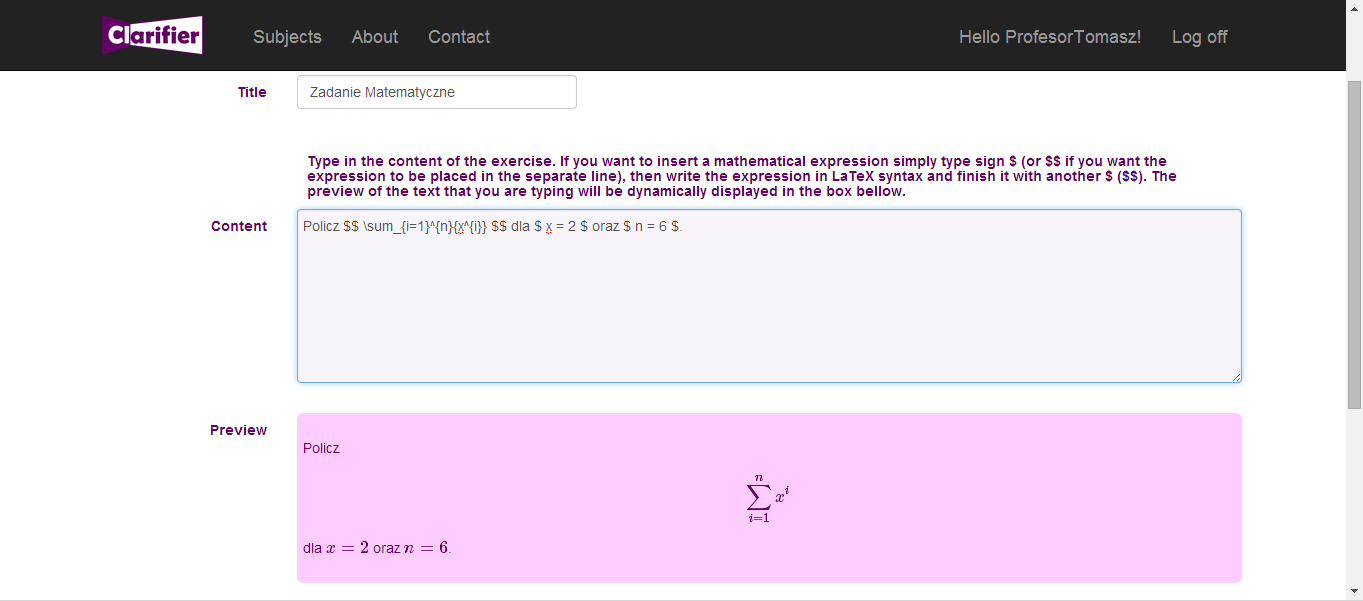 Clarifier Subjects About Contact Hello ProfesorTomasz! Log off
Title Zadanie Matematyczne
Type in the content of the exercise. If you want to insert a mathematical expression simply type sign $ (or $$ if you want the
expression to be placed in the separate line), then write the expression in LaTeX syntax and finish it with another $ ($$). The
preview of the text that you are typing will be dynamically displayed in the box bellow.
Content Policz $$ \sum_{i=1}^{n}{x^{i}} $$ dla $ x = 2 $ oraz $ n = 6 $.
Preview
Policz
n
∑ xⁱ
i=1
dla x = 2 oraz n = 6.